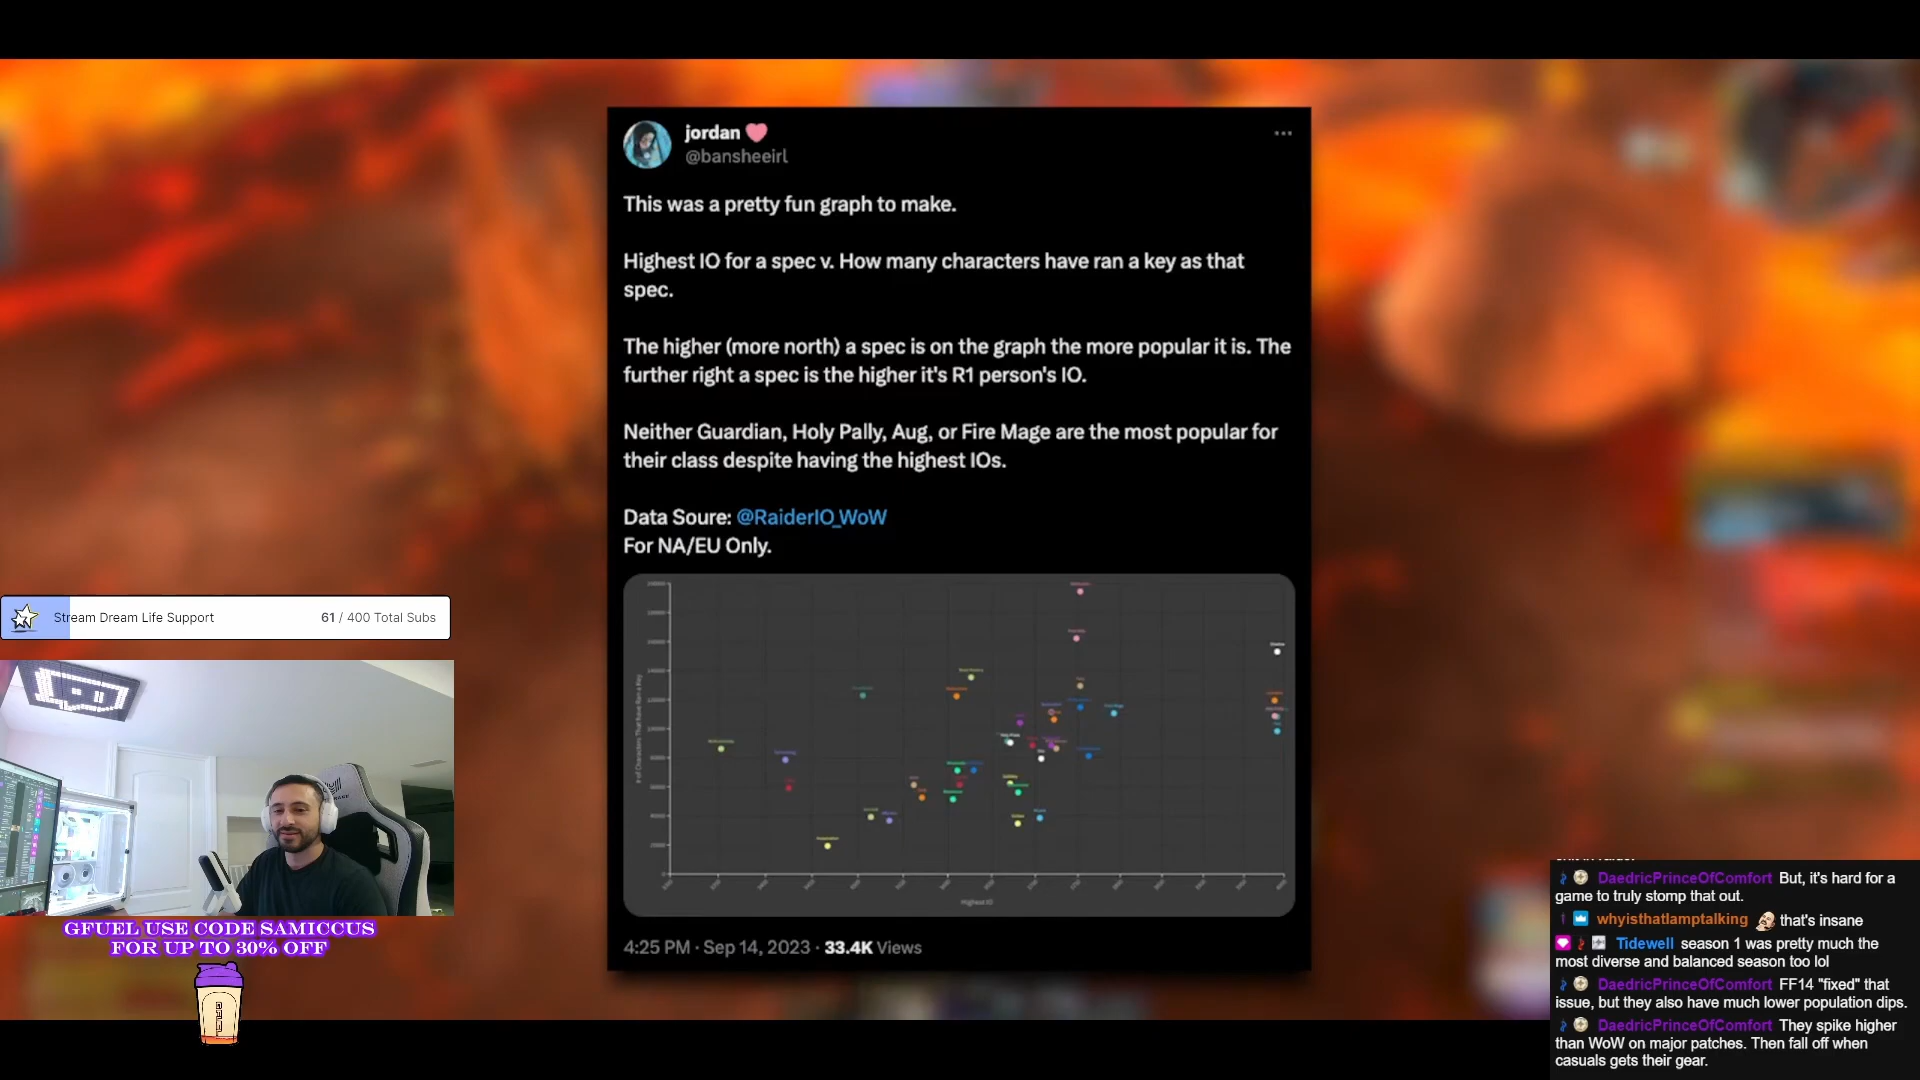 jordan
@bansheeirl
This was a pretty fun graph to make.
Highest IO for a spec v. How many characters have ran a key as that
spec.
The higher (more north) a spec is on the graph the more popular it is. The
further right a spec is the higher it's R1 person's IO.
Neither Guardian, Holy Pally, Aug, or Fire Mage are the most popular for
their class despite having the highest IOs.
Data Soure: @RaiderIO_WoW
For NA/EU Only.
# of Characters That have Ran a Key
Highest IO
4:25 PM · Sep 14, 2023 · 33.4K Views
Stream Dream Life Support 61 / 400 Total Subs
GFUEL USE CODE SAMICCUS
FOR UP TO 30% OFF
DaedricPrinceOfComfort But, it's hard for a
game to truly stomp that out.
whyisthatlamptalking that's insane
Tidewell season 1 was pretty much the
most diverse and balanced season too lol
DaedricPrinceOfComfort FF14 "fixed" that
issue, but they also have much lower population dips.
DaedricPrinceOfComfort They spike higher
than WoW on major patches. Then fall off when
casuals gets their gear.